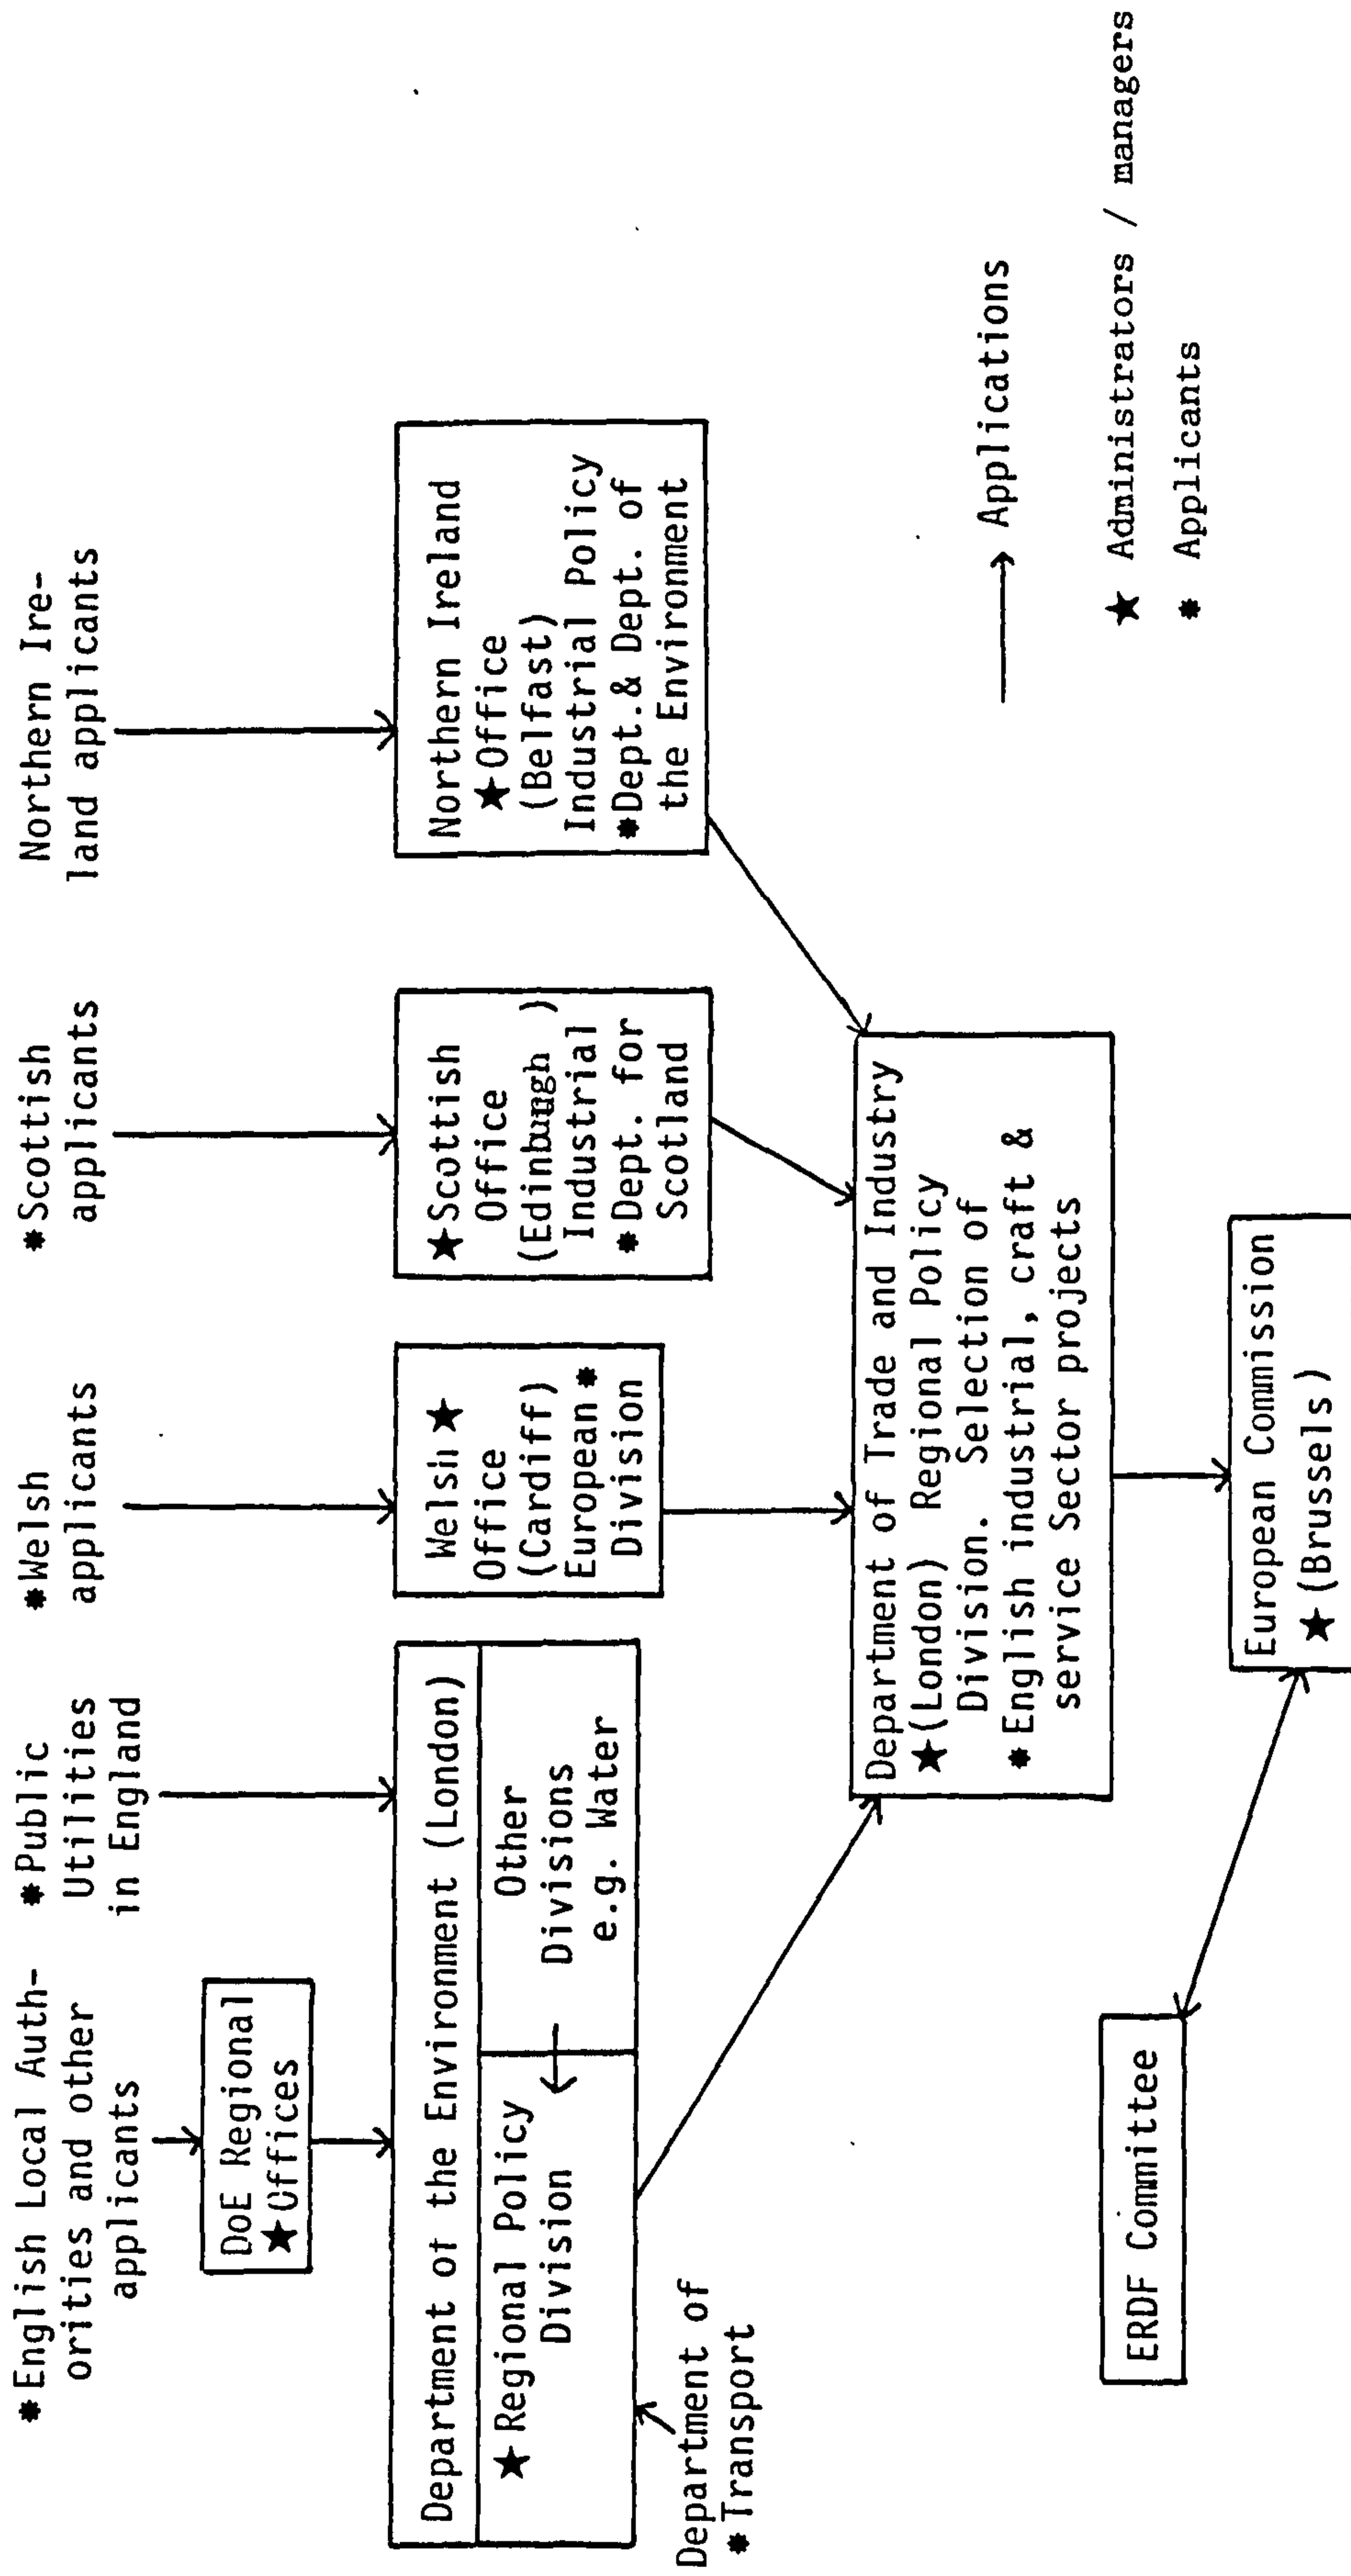 *English Local Auth-
orities and other
applicants
*Public
Utilities
in England
*Welsh
applicants
*Scottish
applicants
Northern Ire-
land applicants
DoE Regional
★Offices
Department of the Environment (London)
★ Regional Policy
Division
Other
Divisions
e.g. Water
Department of
*Transport
Welsh ★
Office
(Cardiff)
European *
Division
★Scottish
Office
(Edinbugh )
Industrial
*Dept. for
Scotland
Northern Ireland
★Office
(Belfast)
Industrial Policy
*Dept.& Dept. of
the Environment
Department of Trade and Industry
★(London) Regional Policy
Division. Selection of
*English industrial, craft &
service Sector projects
ERDF Committee
European Commission
★(Brussels)
→ Applications
★ Administrators / managers
* Applicants